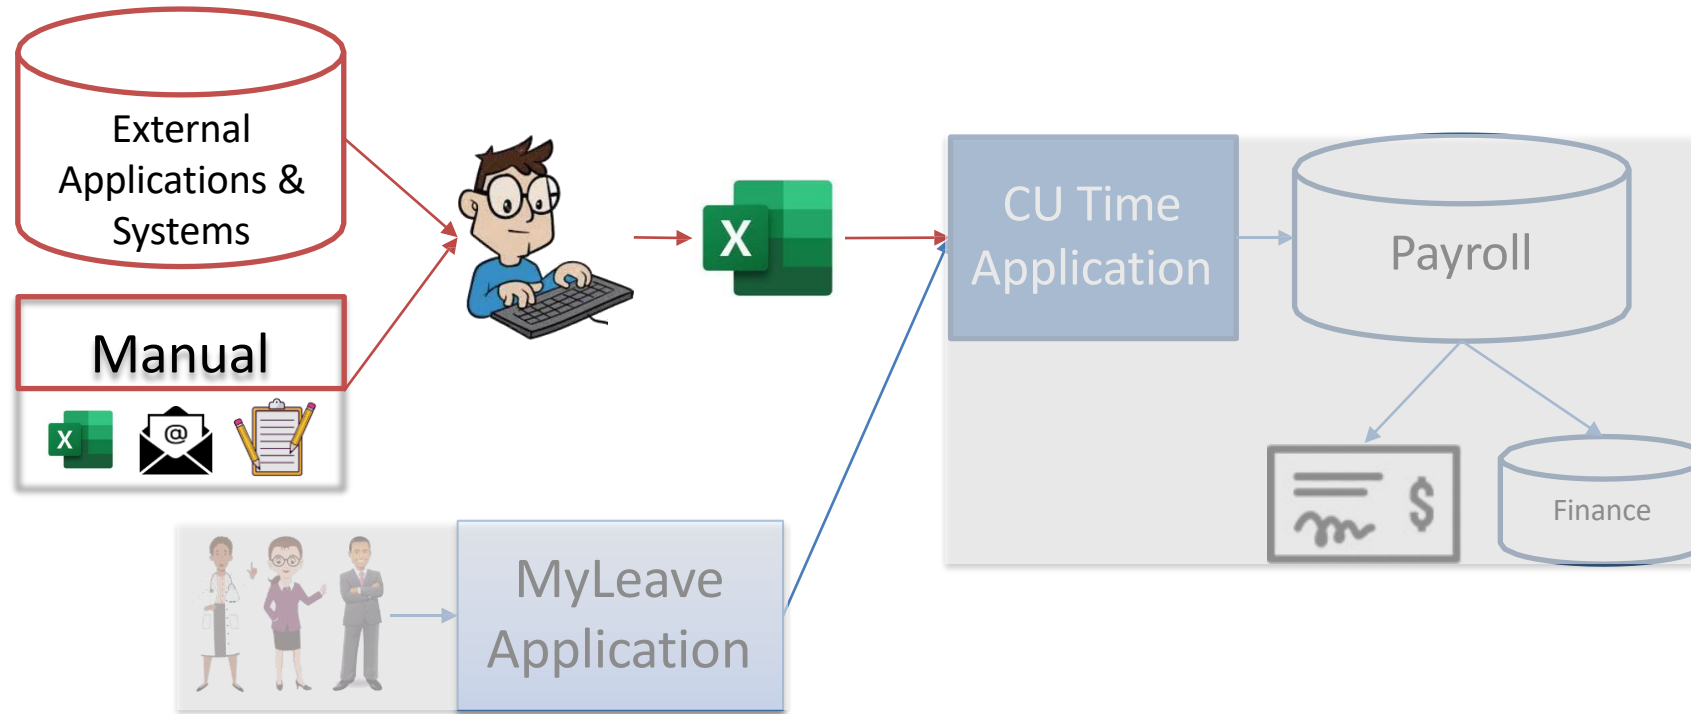 External
Applications &
Systems
Manual
X
@
X
CU Time
Application
Payroll
$
Finance
MyLeave
Application